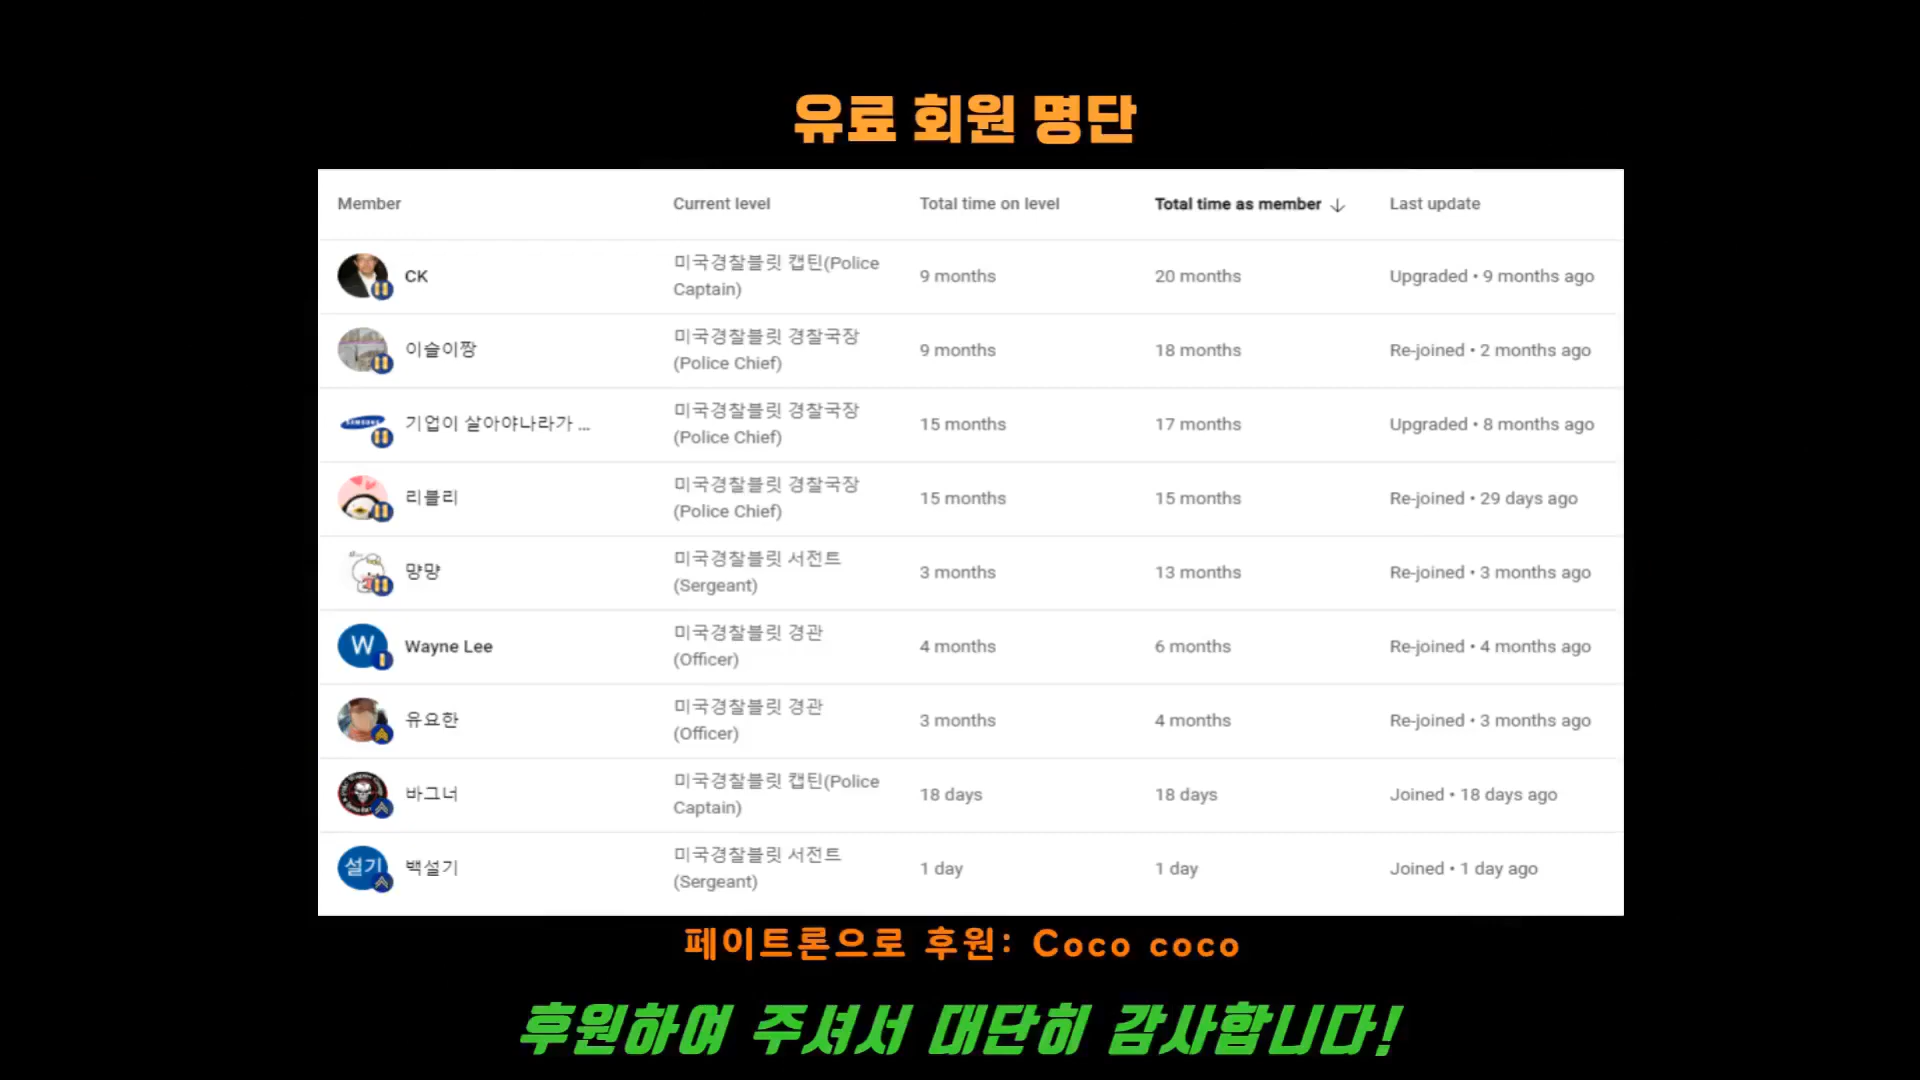 유료 회원 명단
Member Current level Total time on level Total time as member ↓ Last update
CK 미국경찰블릿 캡틴(Police Captain) 9 months 20 months Upgraded • 9 months ago
이슬이짱 미국경찰블릿 경찰국장 (Police Chief) 9 months 18 months Re-joined • 2 months ago
SAMSUNG 기업이 살아야나라가 ... 미국경찰블릿 경찰국장 (Police Chief) 15 months 17 months Upgraded • 8 months ago
리블리 미국경찰블릿 경찰국장 (Police Chief) 15 months 15 months Re-joined • 29 days ago
먕먕 미국경찰블릿 서전트 (Sergeant) 3 months 13 months Re-joined • 3 months ago
W Wayne Lee 미국경찰블릿 경관 (Officer) 4 months 6 months Re-joined • 4 months ago
유요한 미국경찰블릿 경관 (Officer) 3 months 4 months Re-joined • 3 months ago
바그너 미국경찰블릿 캡틴(Police Captain) 18 days 18 days Joined • 18 days ago
설기 백설기 미국경찰블릿 서전트 (Sergeant) 1 day 1 day Joined • 1 day ago
페이트론으로 후원: Coco coco
후원하여 주셔서 대단히 감사합니다!